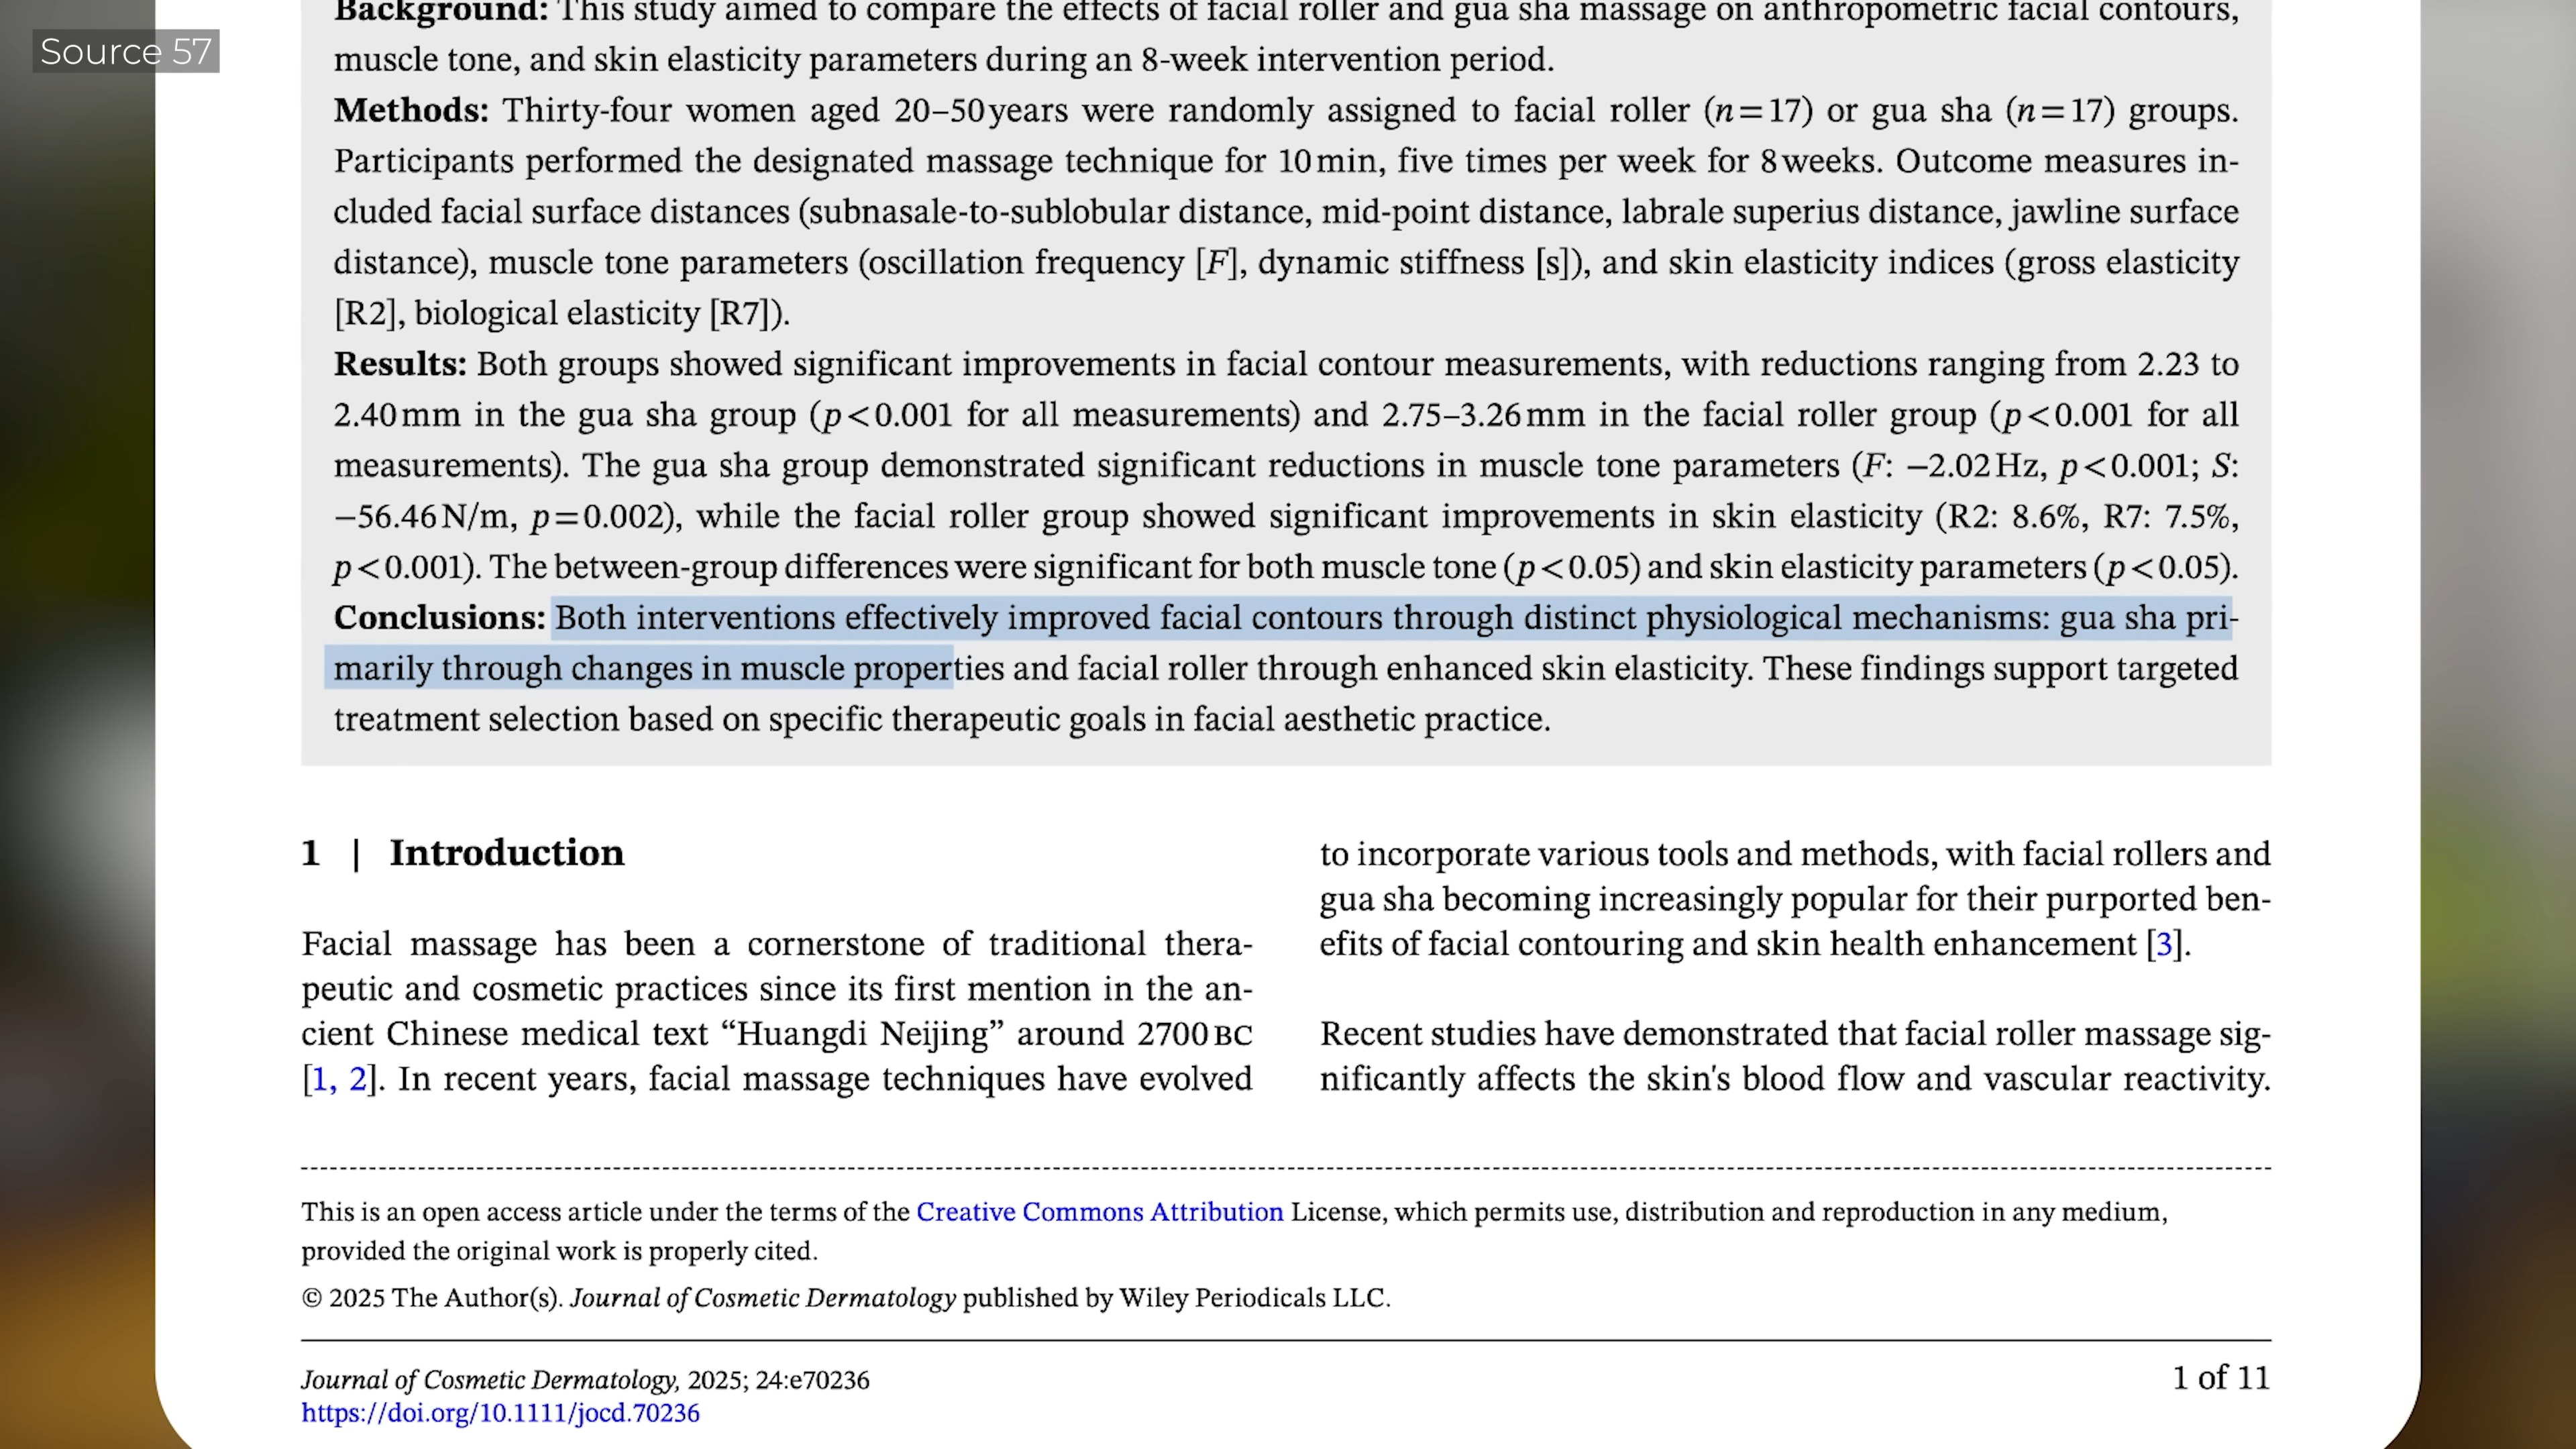 Source 57
Background: This study aimed to compare the effects of facial roller and gua sha massage on anthropometric facial contours,
muscle tone, and skin elasticity parameters during an 8-week intervention period.
Methods: Thirty-four women aged 20–50 years were randomly assigned to facial roller (n=17) or gua sha (n=17) groups.
Participants performed the designated massage technique for 10 min, five times per week for 8 weeks. Outcome measures in-
cluded facial surface distances (subnasale-to-sublobular distance, mid-point distance, labrale superius distance, jawline surface
distance), muscle tone parameters (oscillation frequency [F], dynamic stiffness [s]), and skin elasticity indices (gross elasticity
[R2], biological elasticity [R7]).
Results: Both groups showed significant improvements in facial contour measurements, with reductions ranging from 2.23 to
2.40 mm in the gua sha group (p<0.001 for all measurements) and 2.75–3.26 mm in the facial roller group (p<0.001 for all
measurements). The gua sha group demonstrated significant reductions in muscle tone parameters (F: −2.02 Hz, p<0.001; S:
−56.46 N/m, p=0.002), while the facial roller group showed significant improvements in skin elasticity (R2: 8.6%, R7: 7.5%,
p<0.001). The between-group differences were significant for both muscle tone (p<0.05) and skin elasticity parameters (p<0.05).
Conclusions: Both interventions effectively improved facial contours through distinct physiological mechanisms: gua sha pri-
marily through changes in muscle properties and facial roller through enhanced skin elasticity. These findings support targeted
treatment selection based on specific therapeutic goals in facial aesthetic practice.
1 | Introduction
Facial massage has been a cornerstone of traditional thera-
peutic and cosmetic practices since its first mention in the an-
cient Chinese medical text “Huangdi Neijing” around 2700 BC
[1, 2]. In recent years, facial massage techniques have evolved
to incorporate various tools and methods, with facial rollers and
gua sha becoming increasingly popular for their purported ben-
efits of facial contouring and skin health enhancement [3].
Recent studies have demonstrated that facial roller massage sig-
nificantly affects the skin's blood flow and vascular reactivity.
This is an open access article under the terms of the Creative Commons Attribution License, which permits use, distribution and reproduction in any medium,
provided the original work is properly cited.
© 2025 The Author(s). Journal of Cosmetic Dermatology published by Wiley Periodicals LLC.
Journal of Cosmetic Dermatology, 2025; 24:e70236
https://doi.org/10.1111/jocd.70236
1 of 11